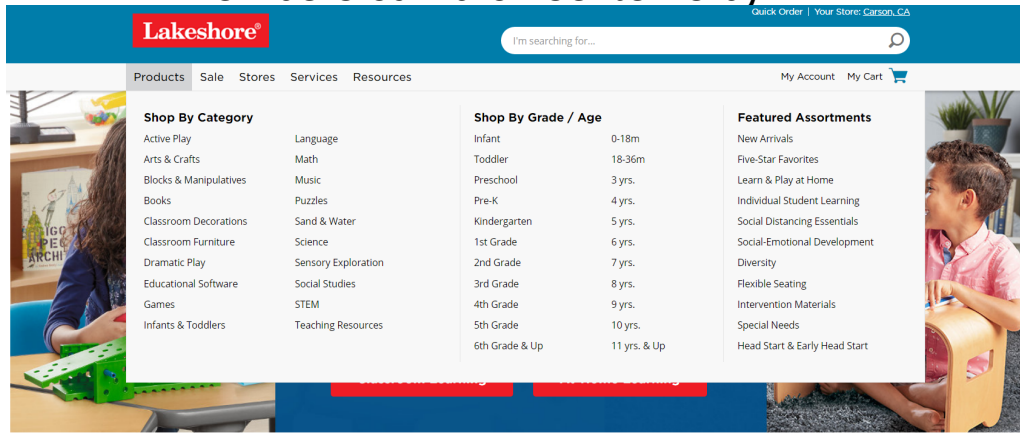 Quick Order | Your Store: Carson, CA
Lakeshore®
I'm searching for...
Products Sale Stores Services Resources
My Account My Cart
Shop By Category
Active Play
Arts & Crafts
Blocks & Manipulatives
Books
Classroom Decorations
Classroom Furniture
Dramatic Play
Educational Software
Games
Infants & Toddlers
Language
Math
Music
Puzzles
Sand & Water
Science
Sensory Exploration
Social Studies
STEM
Teaching Resources
Shop By Grade / Age
Infant 0-18m
Toddler 18-36m
Preschool 3 yrs.
Pre-K 4 yrs.
Kindergarten 5 yrs.
1st Grade 6 yrs.
2nd Grade 7 yrs.
3rd Grade 8 yrs.
4th Grade 9 yrs.
5th Grade 10 yrs.
6th Grade & Up 11 yrs. & Up
Featured Assortments
New Arrivals
Five-Star Favorites
Learn & Play at Home
Individual Student Learning
Social Distancing Essentials
Social-Emotional Development
Diversity
Flexible Seating
Intervention Materials
Special Needs
Head Start & Early Head Start